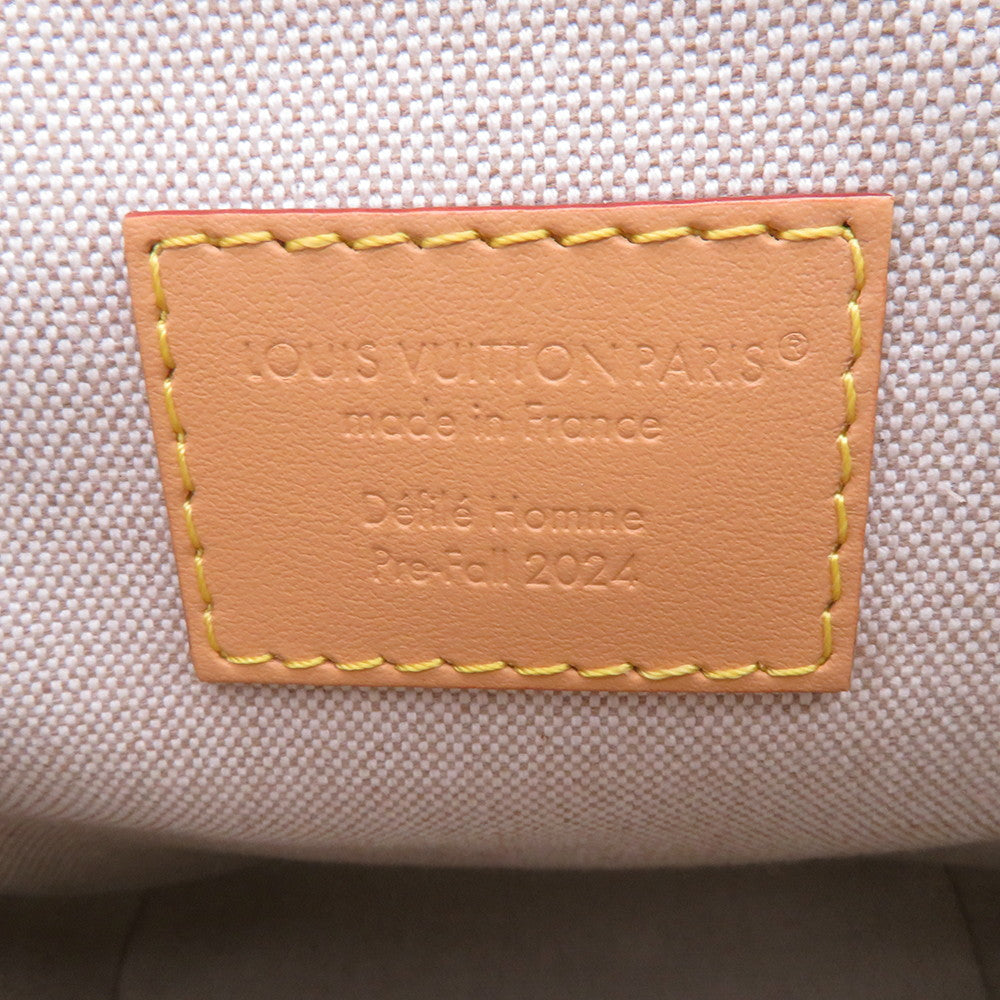 LOUIS VUITTON PARIS®
made in France
Défilé Homme
Pre-Fall 2024